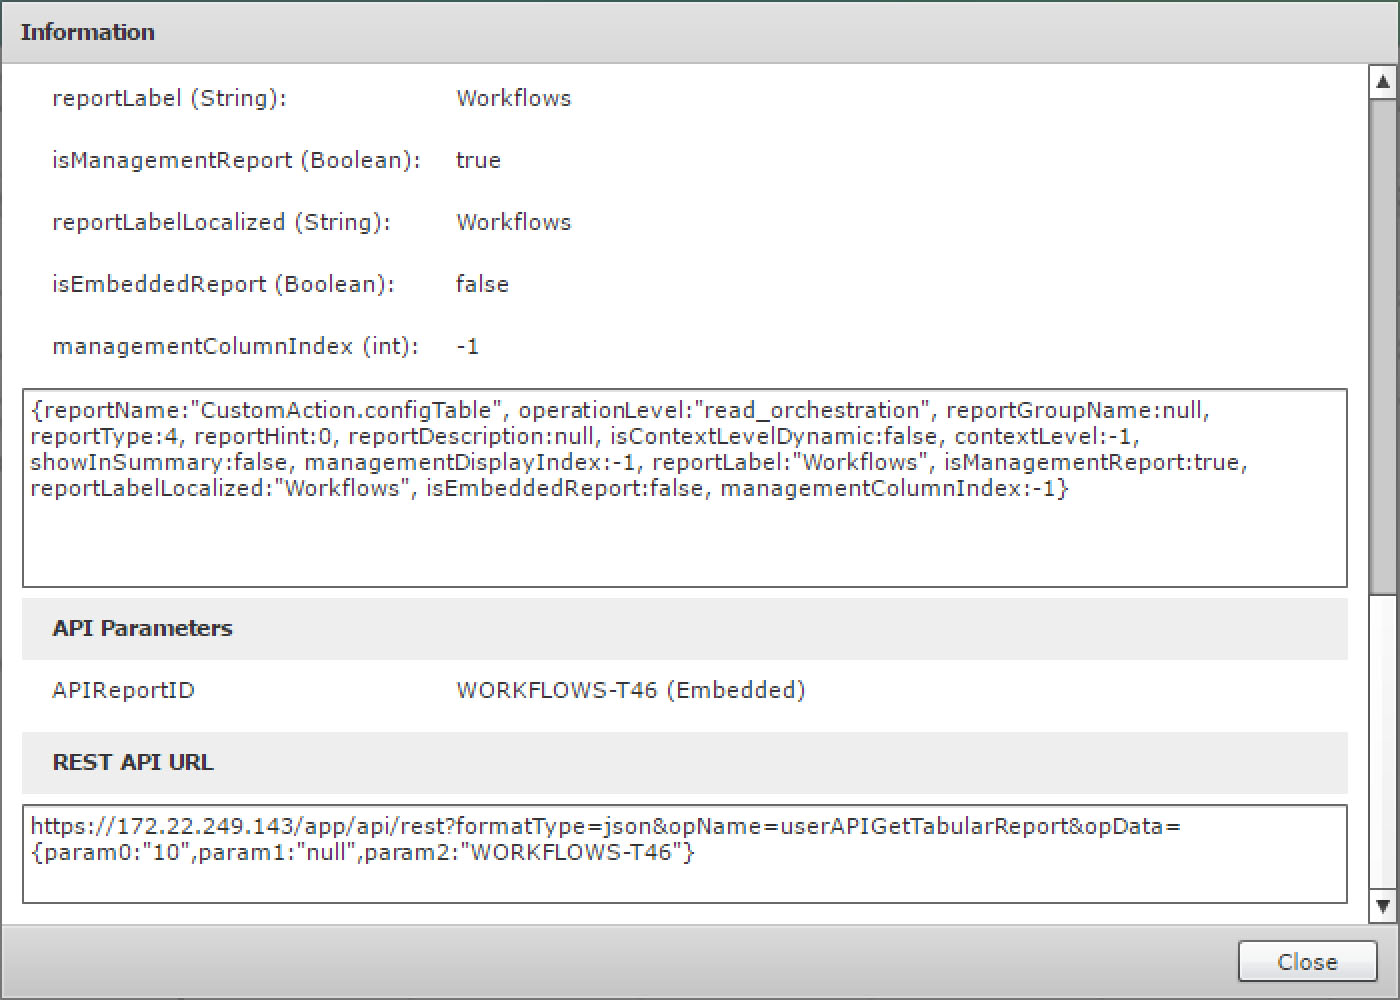 Information
reportLabel (String): Workflows
isManagementReport (Boolean): true
reportLabelLocalized (String): Workflows
isEmbeddedReport (Boolean): false
managementColumnIndex (int): -1
{reportName:"CustomAction.configTable", operationLevel:"read_orchestration", reportGroupName:null,
reportType:4, reportHint:0, reportDescription:null, isContextLevelDynamic:false, contextLevel:-1,
showInSummary:false, managementDisplayIndex:-1, reportLabel:"Workflows", isManagementReport:true,
reportLabelLocalized:"Workflows", isEmbeddedReport:false, managementColumnIndex:-1}
API Parameters
APIReportID WORKFLOWS-T46 (Embedded)
REST API URL
https://172.22.249.143/app/api/rest?formatType=json&opName=userAPIGetTabularReport&opData=
{param0:"10",param1:"null",param2:"WORKFLOWS-T46"}
Close